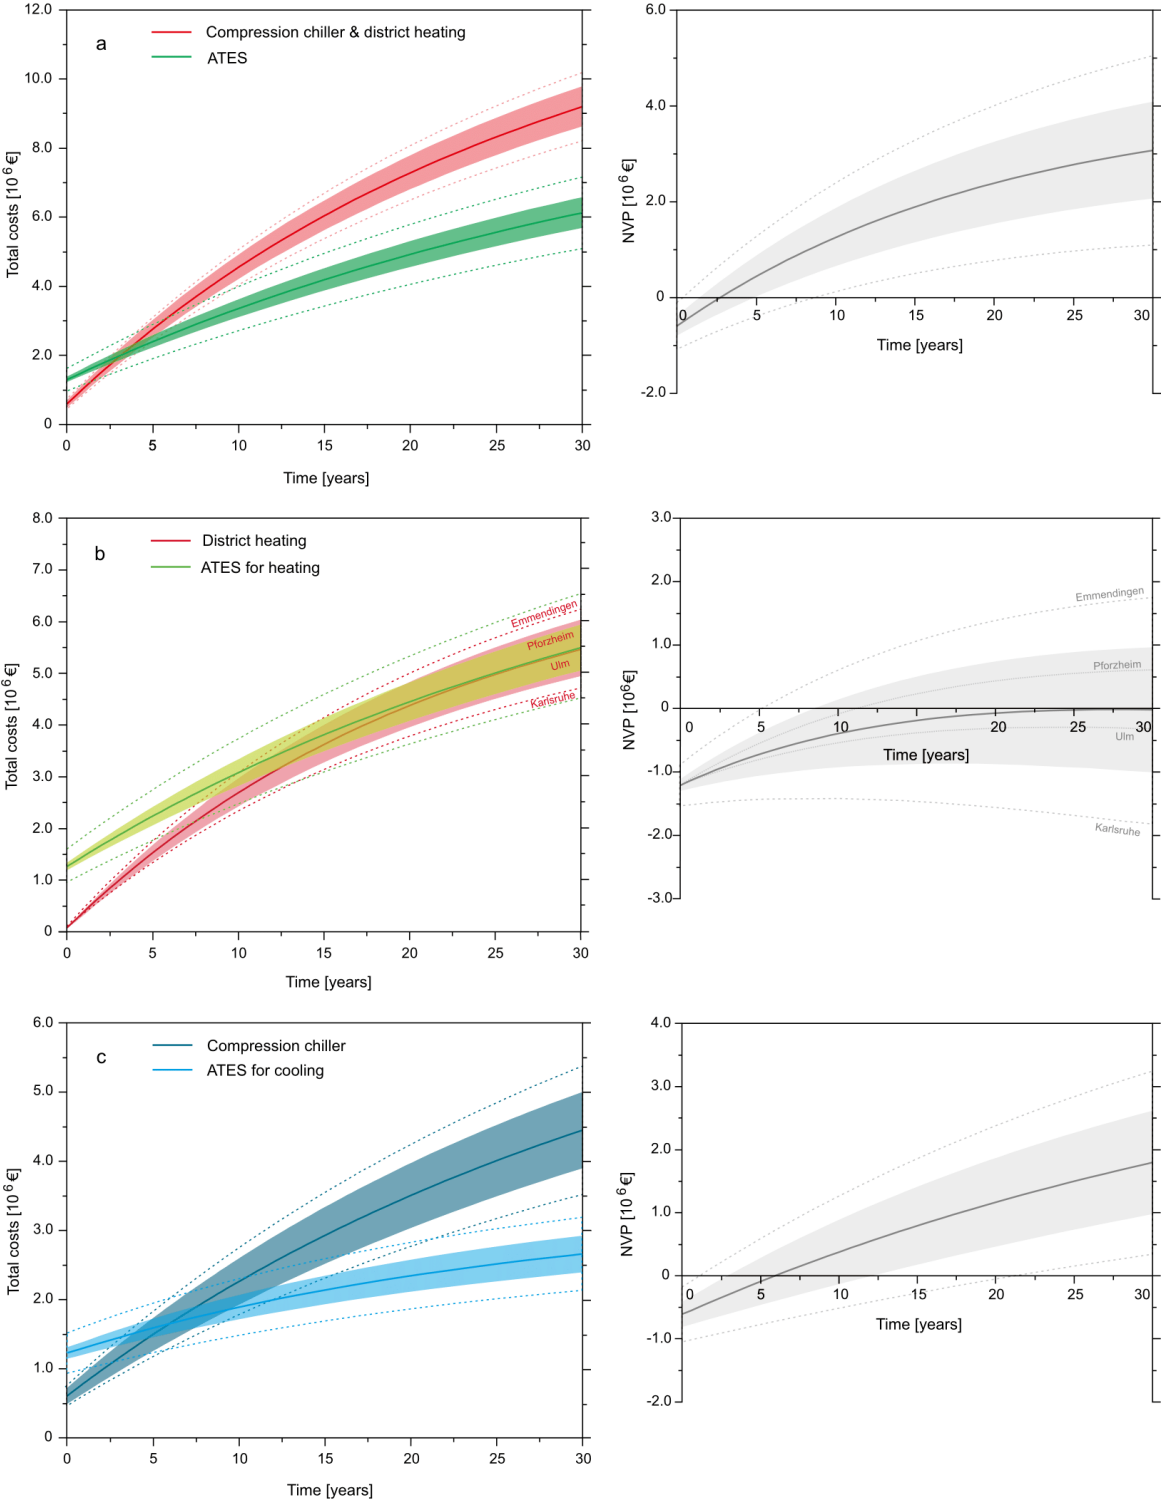 12.0
10.0
8.0
6.0
4.0
2.0
0
Total costs [10⁶ €]
a
Compression chiller & district heating
ATES
0 5 10 15 20 25 30
Time [years]
6.0
4.0
2.0
0
-2.0
NVP [10⁶ €]
0 5 10 15 20 25 30
Time [years]
8.0
7.0
6.0
5.0
4.0
3.0
2.0
1.0
0
Total costs [10⁶ €]
b
District heating
ATES for heating
Emmendingen
Pforzheim
Ulm
Karlsruhe
0 5 10 15 20 25 30
Time [years]
3.0
2.0
1.0
0
-1.0
-2.0
-3.0
NVP [10⁶€]
Emmendingen
Pforzheim
0 5 10 15 20 25 30
Ulm
Time [years]
Karlsruhe
6.0
5.0
4.0
3.0
2.0
1.0
0
Total costs [10⁶ €]
c
Compression chiller
ATES for cooling
0 5 10 15 20 25 30
Time [years]
4.0
3.0
2.0
1.0
0
-1.0
-2.0
NVP [10⁶ €]
0 5 10 15 20 25 30
Time [years]